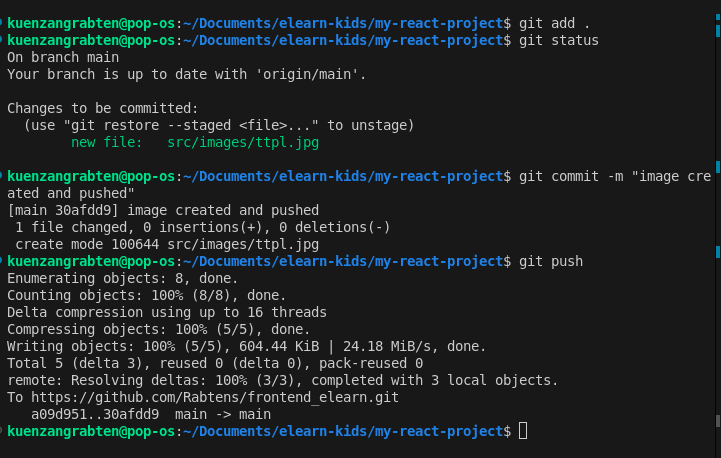 kuenzangrabten@pop-os:~/Documents/elearn-kids/my-react-project$ git add .
kuenzangrabten@pop-os:~/Documents/elearn-kids/my-react-project$ git status
On branch main
Your branch is up to date with 'origin/main'.
Changes to be committed:
  (use "git restore --staged <file>..." to unstage)
        new file:   src/images/ttpl.jpg
kuenzangrabten@pop-os:~/Documents/elearn-kids/my-react-project$ git commit -m "image cre
ated and pushed"
[main 30afdd9] image created and pushed
 1 file changed, 0 insertions(+), 0 deletions(-)
 create mode 100644 src/images/ttpl.jpg
kuenzangrabten@pop-os:~/Documents/elearn-kids/my-react-project$ git push
Enumerating objects: 8, done.
Counting objects: 100% (8/8), done.
Delta compression using up to 16 threads
Compressing objects: 100% (5/5), done.
Writing objects: 100% (5/5), 604.44 KiB | 24.18 MiB/s, done.
Total 5 (delta 3), reused 0 (delta 0), pack-reused 0
remote: Resolving deltas: 100% (3/3), completed with 3 local objects.
To https://github.com/Rabtens/frontend_elearn.git
   a09d951..30afdd9  main -> main
kuenzangrabten@pop-os:~/Documents/elearn-kids/my-react-project$